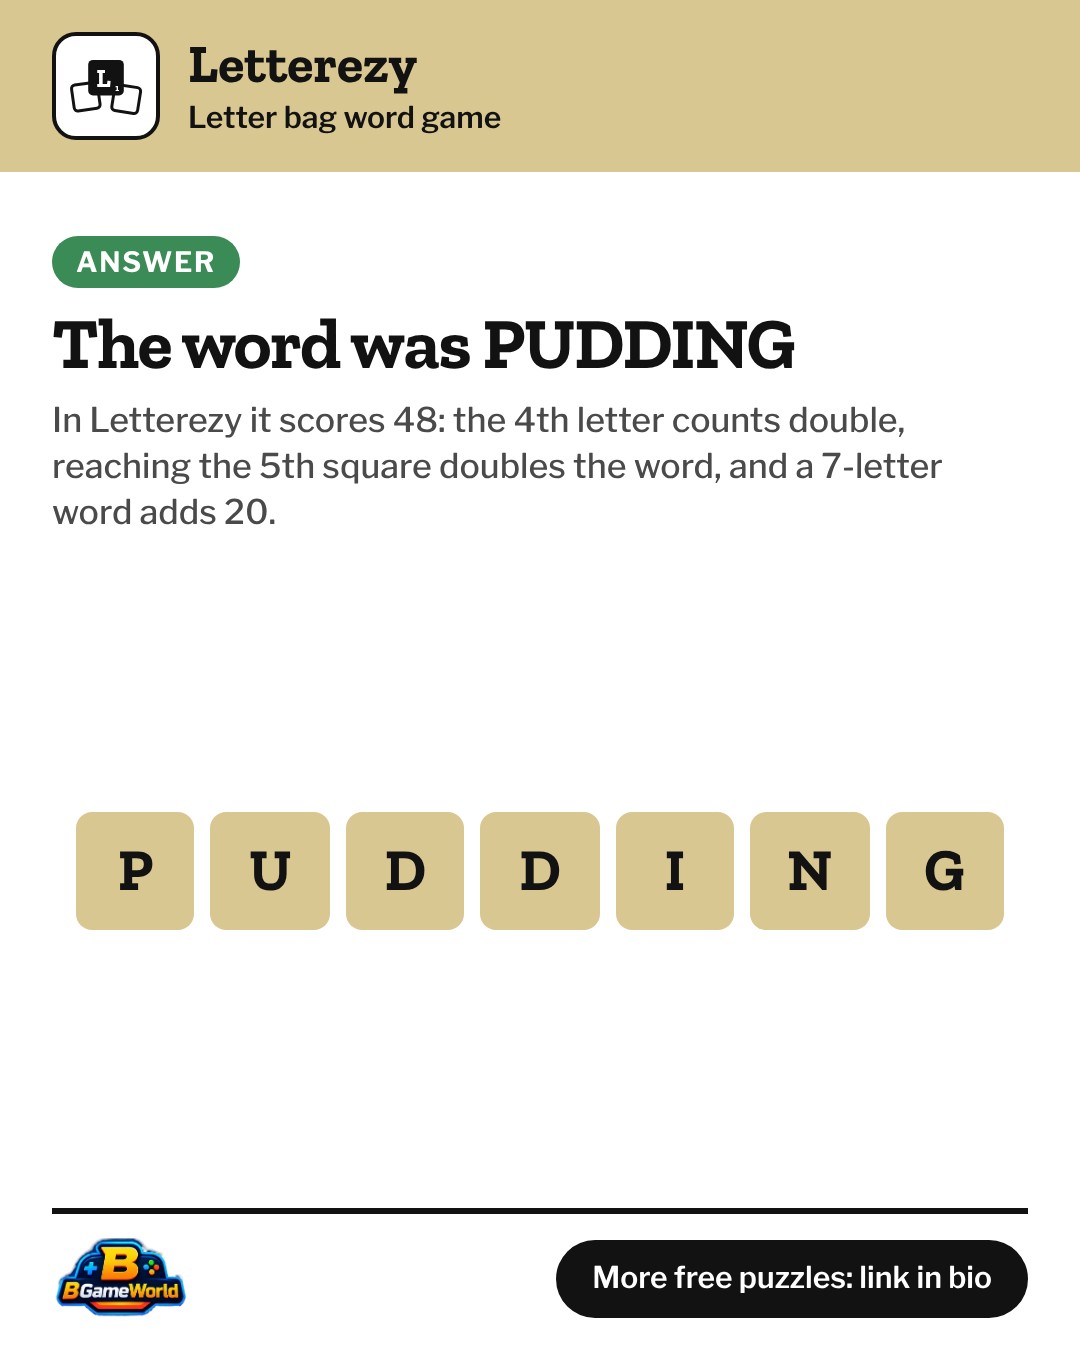 L
1
Letterezy
Letter bag word game
ANSWER
The word was PUDDING
In Letterezy it scores 48: the 4th letter counts double,
reaching the 5th square doubles the word, and a 7-letter
word adds 20.
P U D D I N G
B
BGameWorld
More free puzzles: link in bio